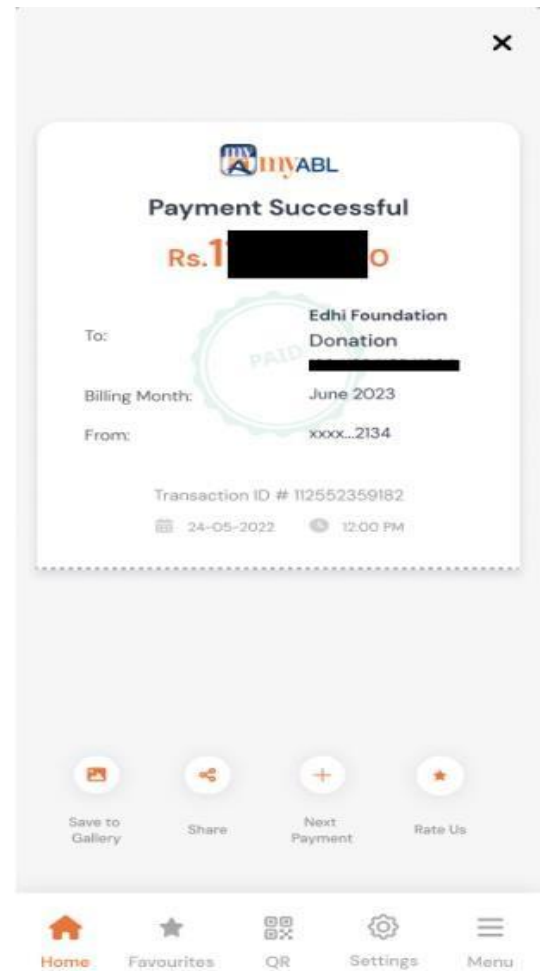 myABL
Payment Successful
Rs.
Edhi Foundation
To: Donation
PAID
Billing Month: June 2023
From: xxxx...2134
Transaction ID # 112552359182
24-05-2022 12:00 PM
Save to Gallery
Share
Next Payment
Rate Us
Home Favourites QR Settings Menu